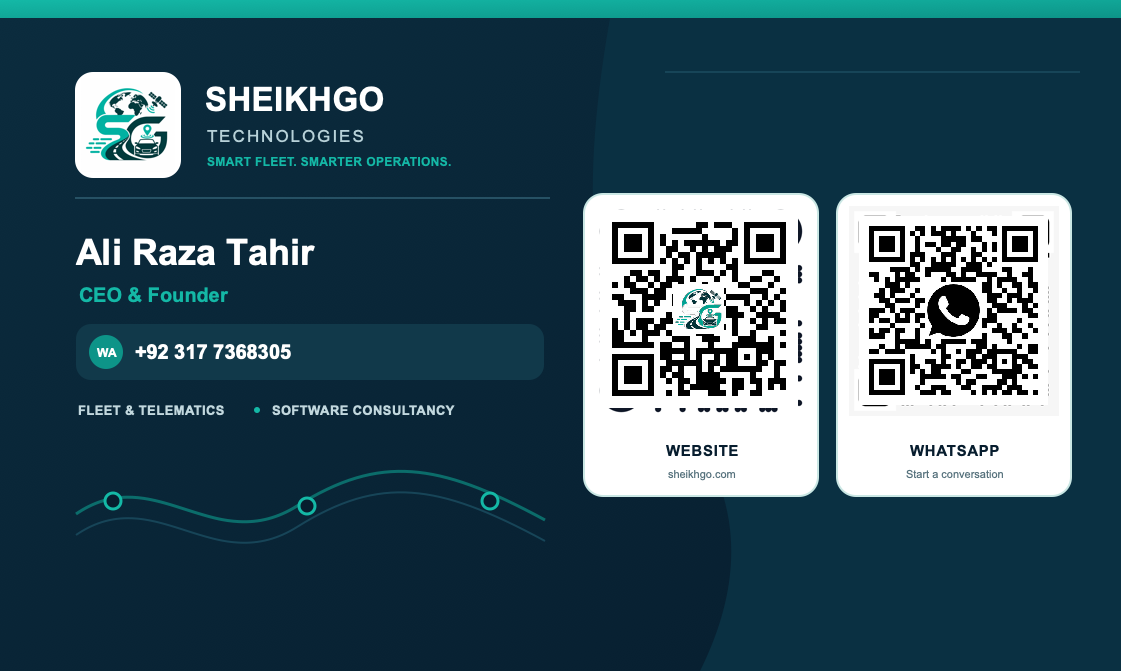 SHEIKHGO
TECHNOLOGIES
SMART FLEET. SMARTER OPERATIONS.
Ali Raza Tahir
CEO & Founder
WA +92 317 7368305
FLEET & TELEMATICS • SOFTWARE CONSULTANCY
WEBSITE
sheikhgo.com
WHATSAPP
Start a conversation